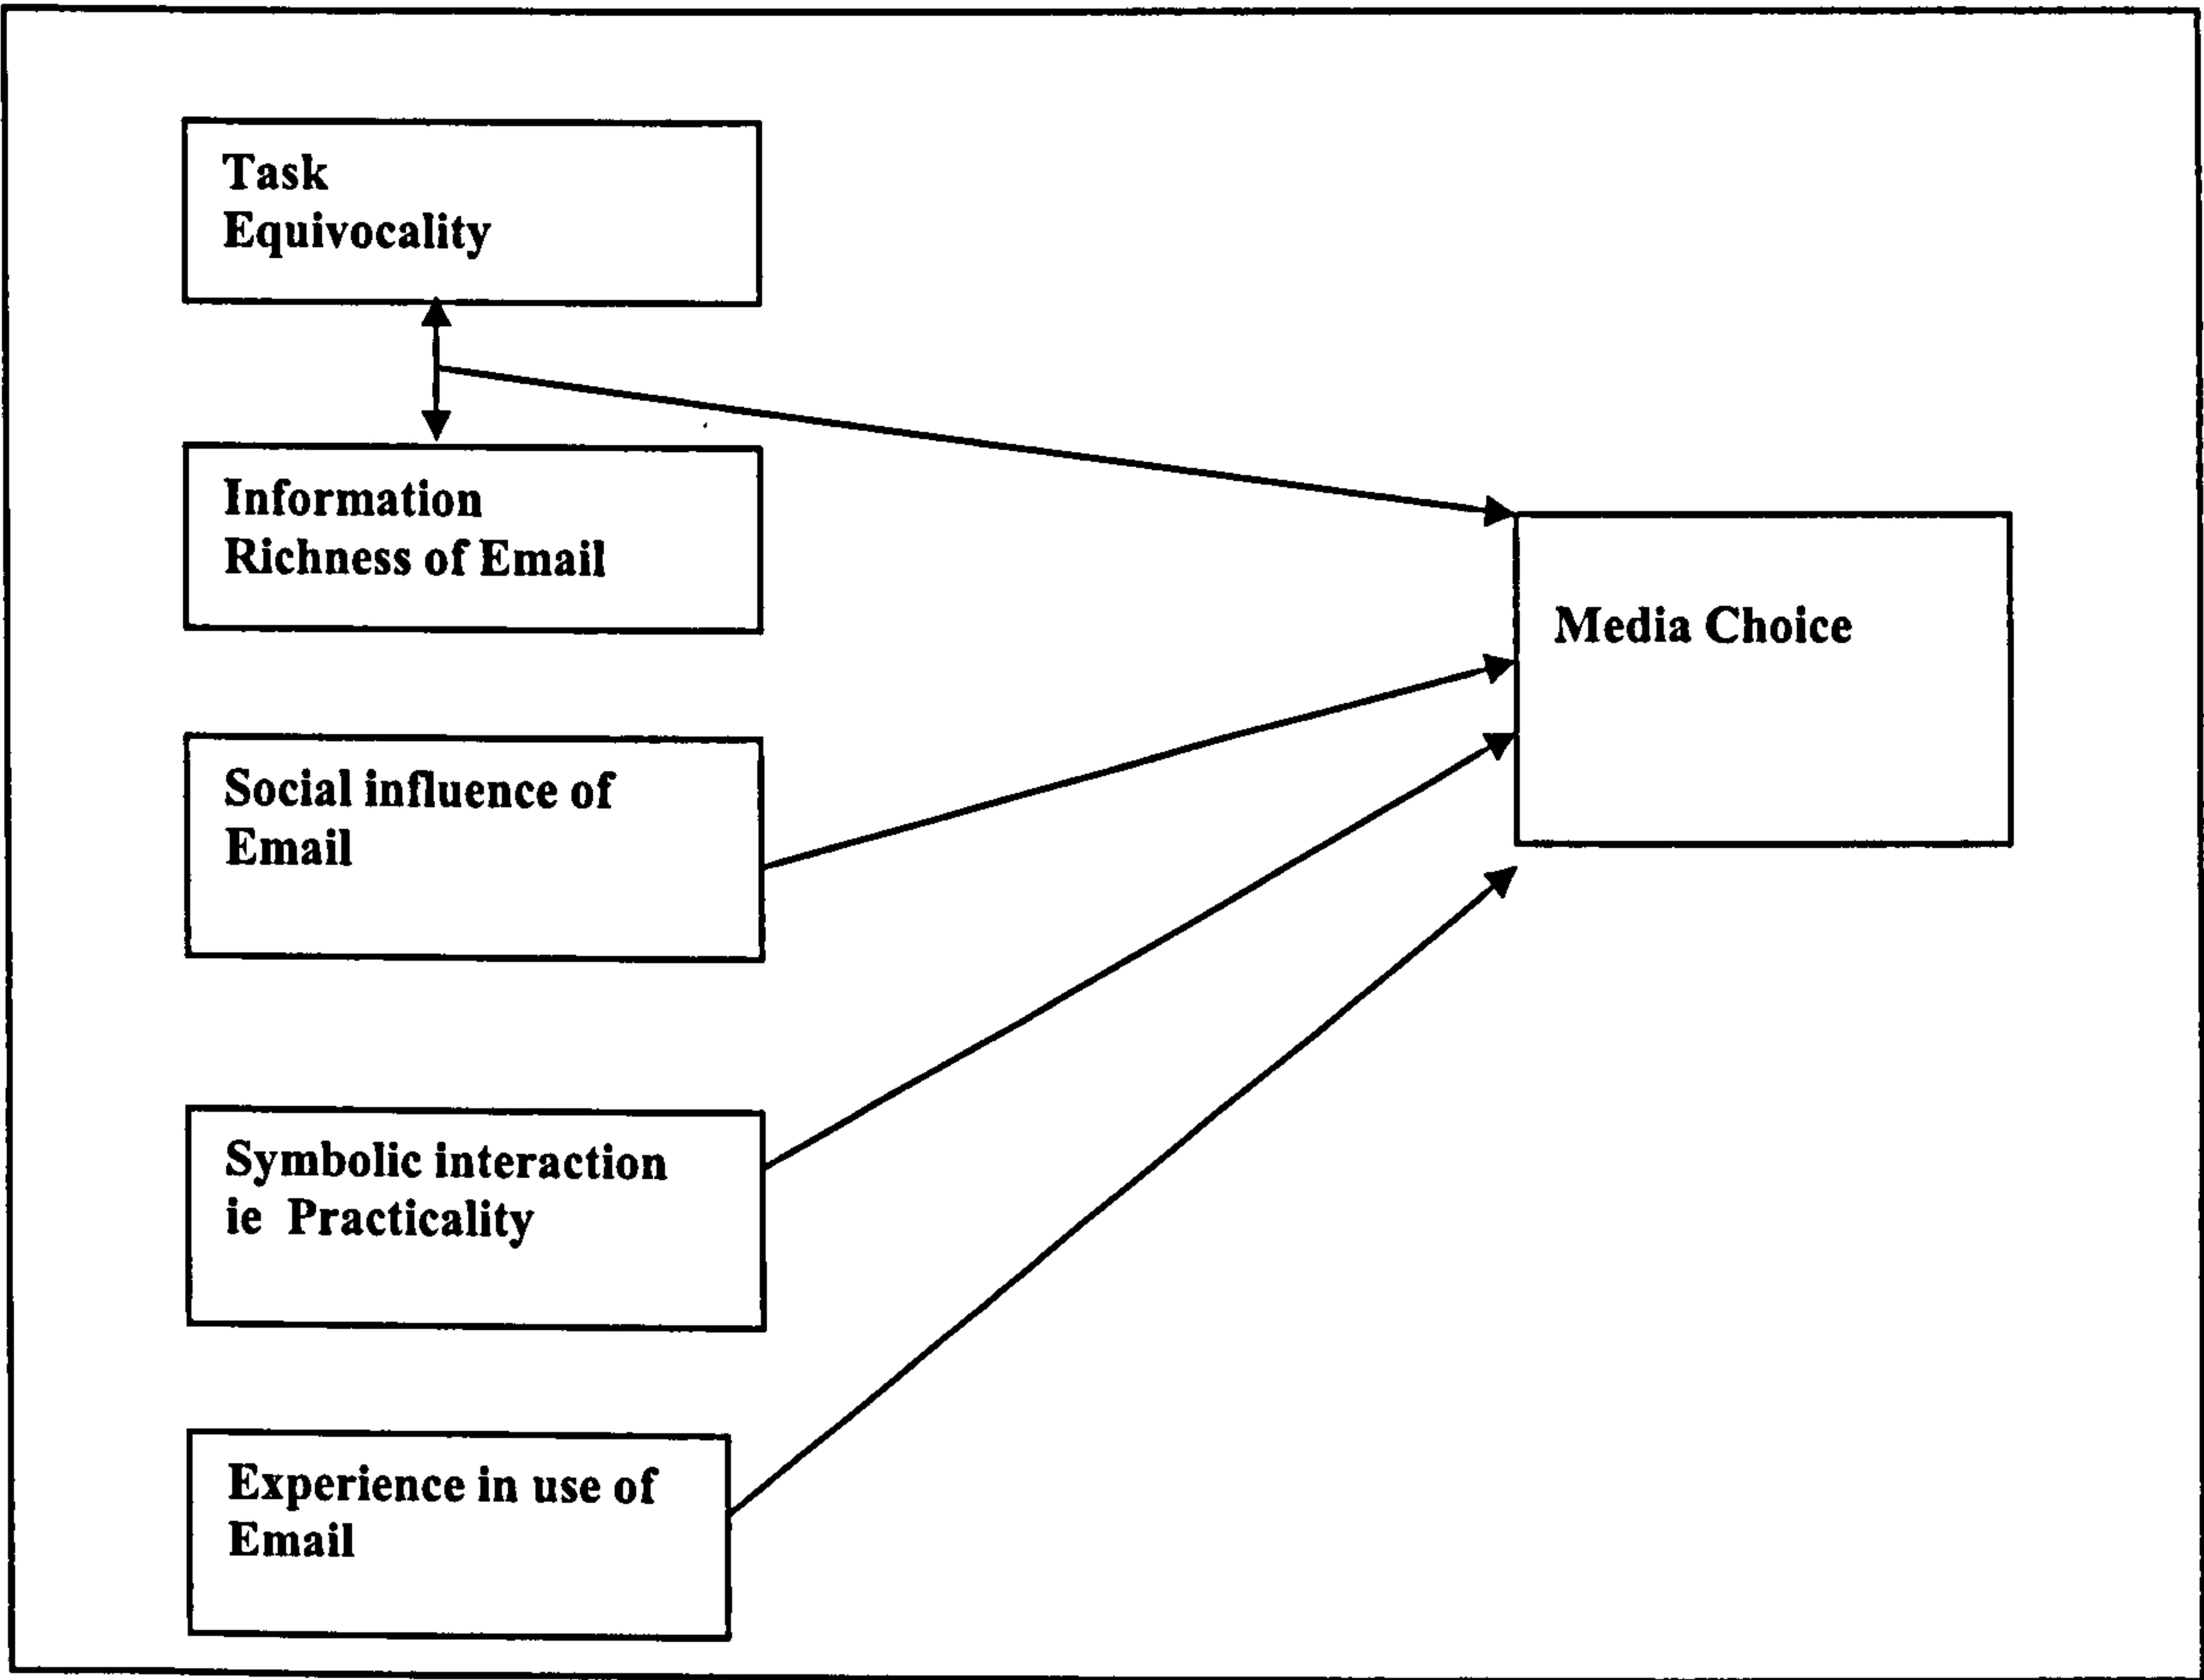 Task
Equivocality
Information
Richness of Email
Media Choice
Social influence of
Email
Symbolic interaction
ie Practicality
Experience in use of
Email